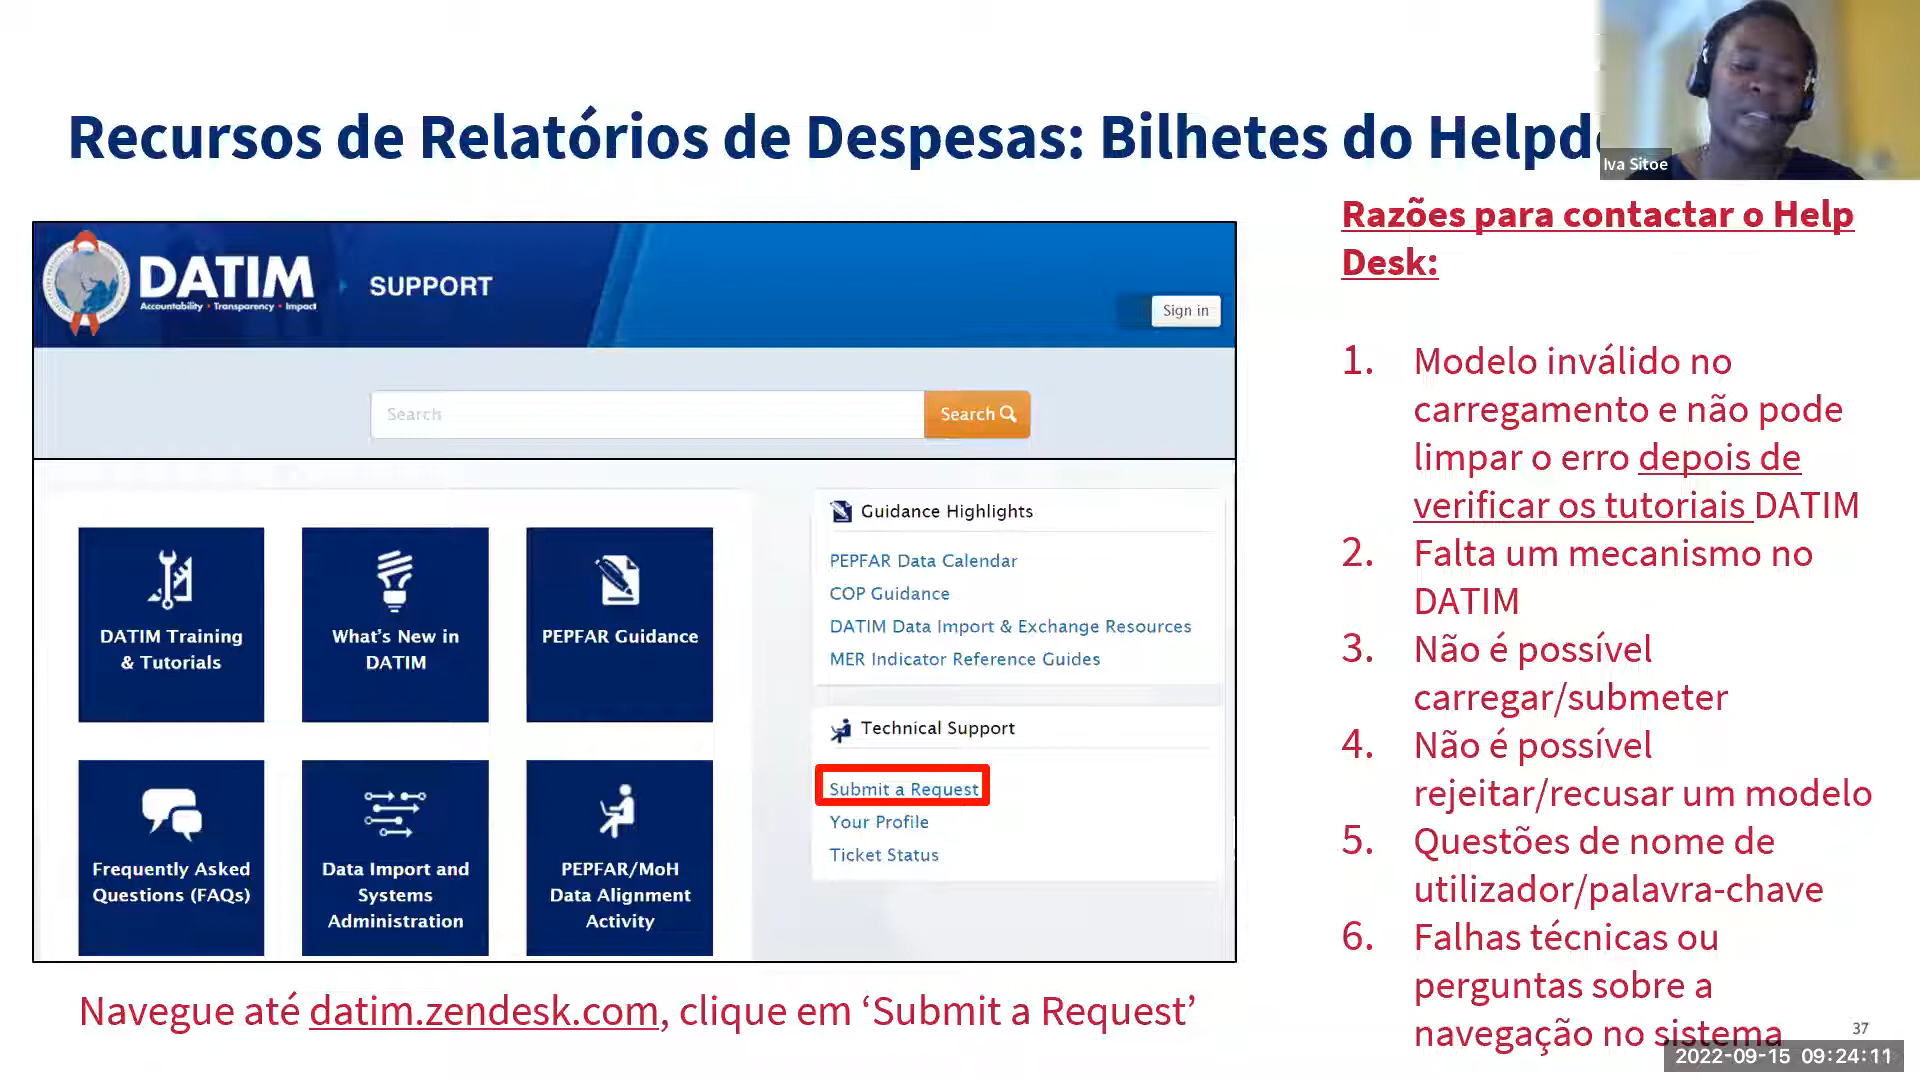 Recursos de Relatórios de Despesas: Bilhetes do Helpd
Iva Sitoe
DATIM
Accountability • Transparency • Impact
SUPPORT
Sign in
Search
Search
DATIM Training
& Tutorials
What's New in
DATIM
PEPFAR Guidance
Frequently Asked
Questions (FAQs)
Data Import and
Systems
Administration
PEPFAR/MoH
Data Alignment
Activity
Guidance Highlights
PEPFAR Data Calendar
COP Guidance
DATIM Data Import & Exchange Resources
MER Indicator Reference Guides
Technical Support
Submit a Request
Your Profile
Ticket Status
Navegue até datim.zendesk.com, clique em ‘Submit a Request’
Razões para contactar o Help
Desk:
1. Modelo inválido no
carregamento e não pode
limpar o erro depois de
verificar os tutoriais DATIM
2. Falta um mecanismo no
DATIM
3. Não é possível
carregar/submeter
4. Não é possível
rejeitar/recusar um modelo
5. Questões de nome de
utilizador/palavra-chave
6. Falhas técnicas ou
perguntas sobre a
navegação no sistema
37
2022-09-15 09:24:11